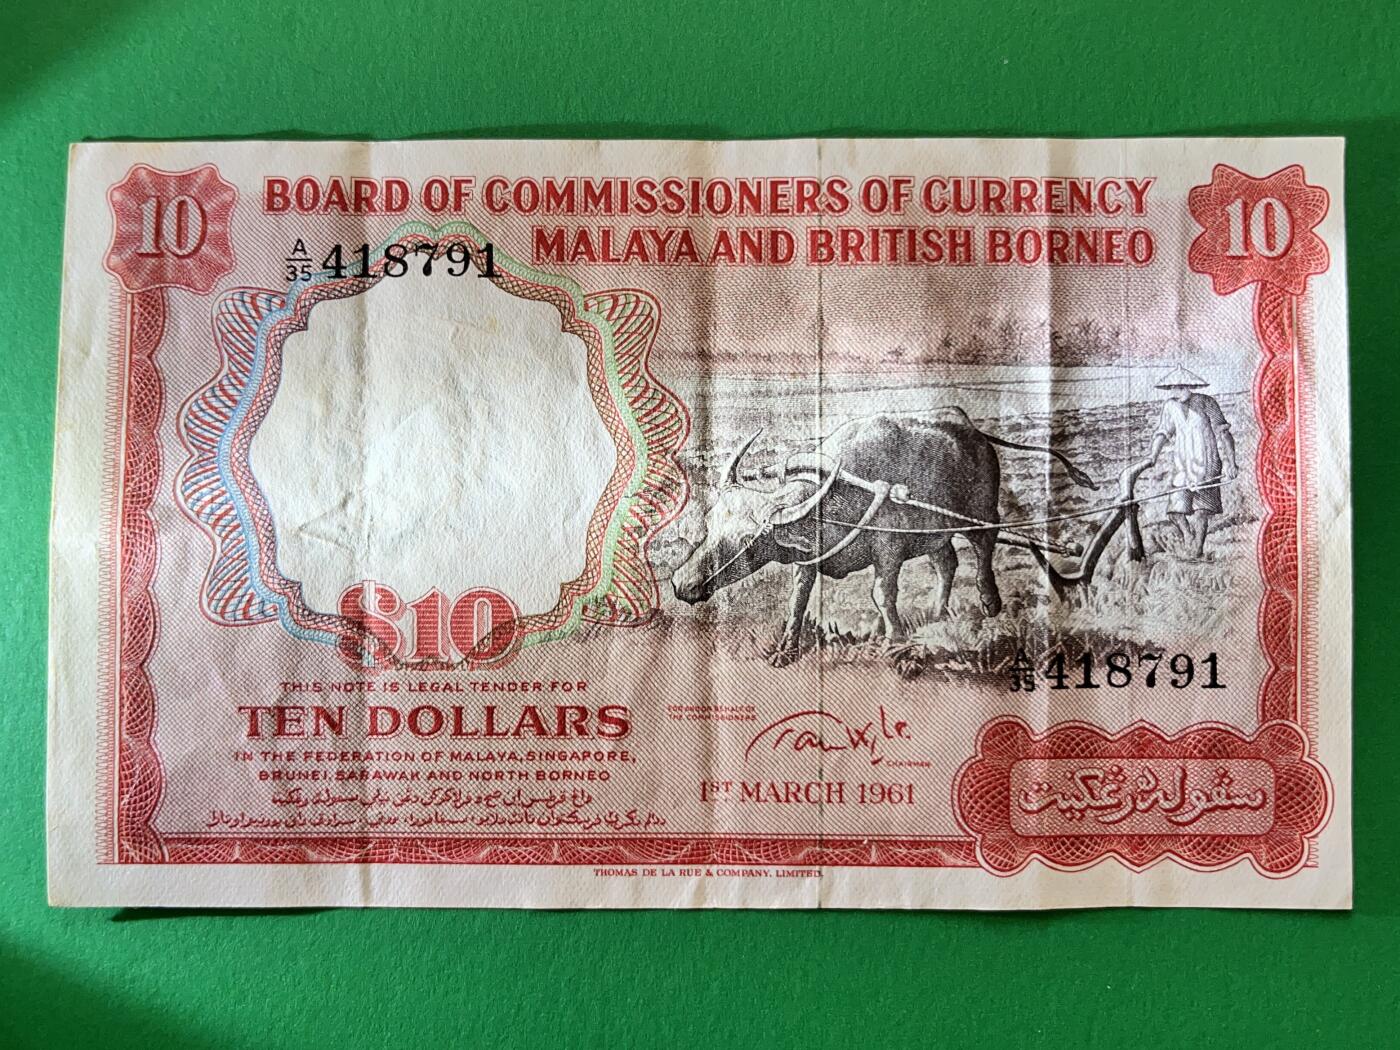 10
10
BOARD OF COMMISSIONERS OF CURRENCY
MALAYA AND BRITISH BORNEO
A/35 418791
$10
A/35 418791
THIS NOTE IS LEGAL TENDER FOR
TEN DOLLARS
IN THE FEDERATION OF MALAYA, SINGAPORE,
BRUNEI, SARAWAK AND NORTH BORNEO
FOR AND ON BEHALF OF
THE COMMISSIONERS
CHAIRMAN
1ST MARCH 1961
سڤوله رڠڬيت
THOMAS DE LA RUE & COMPANY, LIMITED.